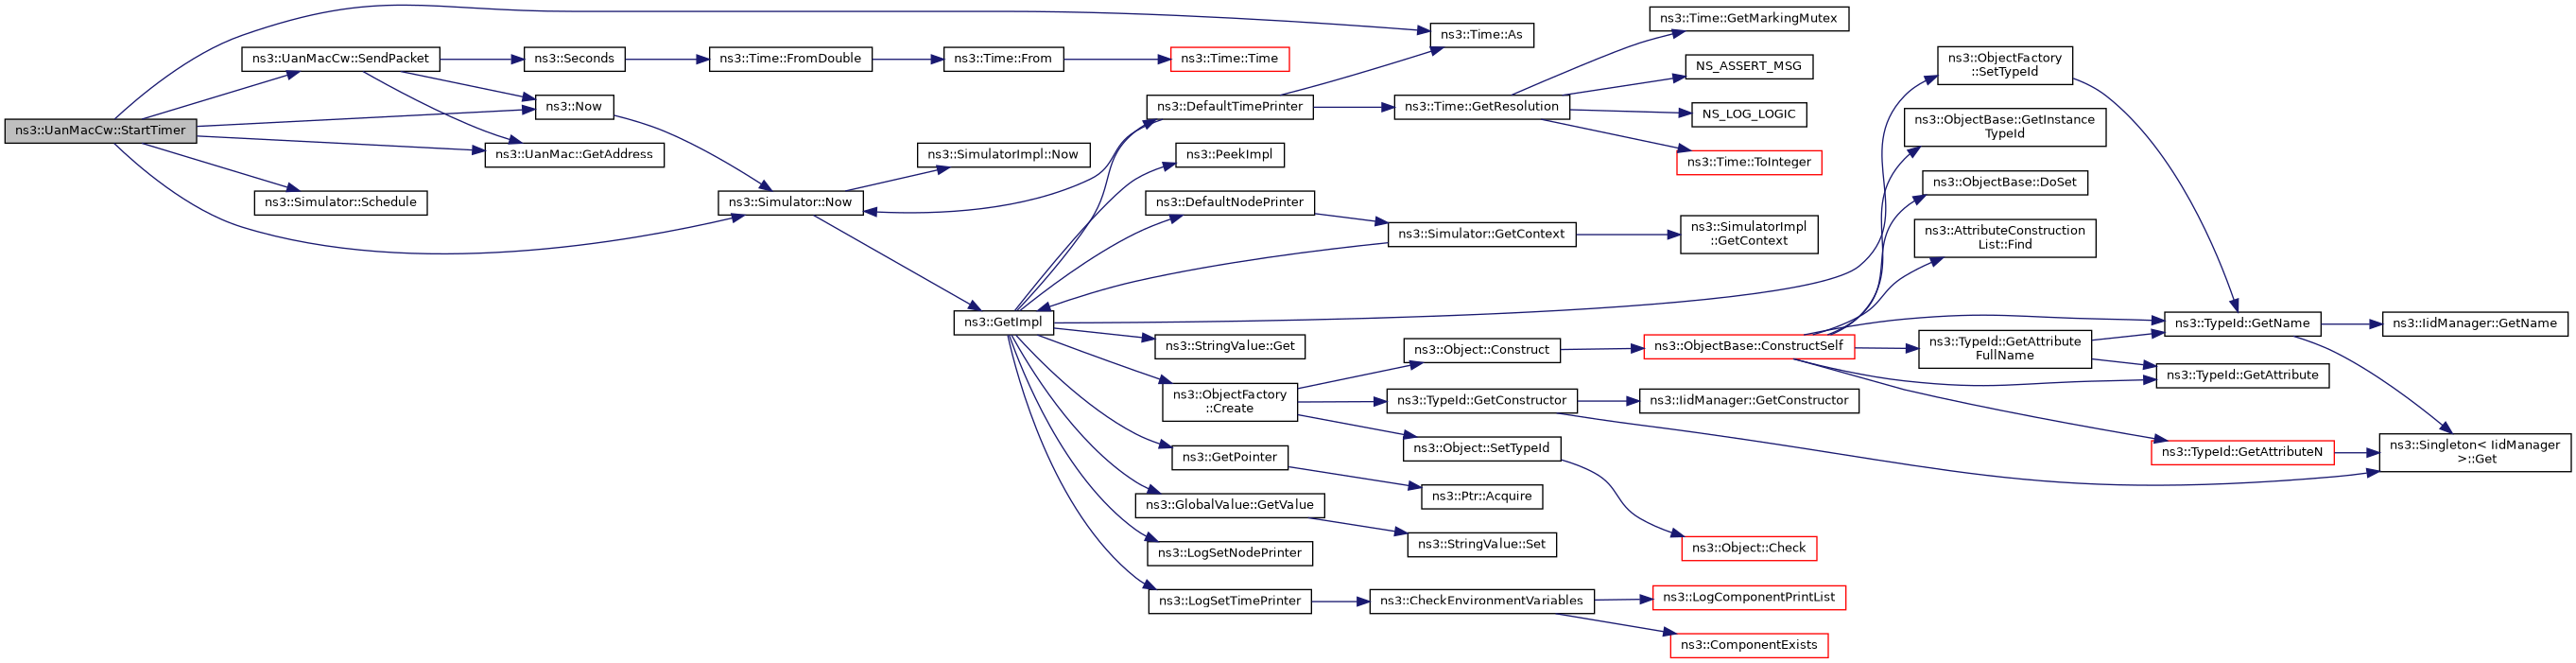 ns3::UanMacCw::StartTimer
ns3::UanMacCw::SendPacket
ns3::Seconds
ns3::Time::FromDouble
ns3::Time::From
ns3::Time::Time
ns3::Now
ns3::UanMac::GetAddress
ns3::Simulator::Schedule
ns3::Simulator::Now
ns3::SimulatorImpl::Now
ns3::GetImpl
ns3::Time::As
ns3::DefaultTimePrinter
ns3::PeekImpl
ns3::DefaultNodePrinter
ns3::Simulator::GetContext
ns3::SimulatorImpl
::GetContext
ns3::Time::GetResolution
ns3::Time::GetMarkingMutex
NS_ASSERT_MSG
NS_LOG_LOGIC
ns3::Time::ToInteger
ns3::StringValue::Get
ns3::ObjectFactory
::Create
ns3::GetPointer
ns3::GlobalValue::GetValue
ns3::LogSetNodePrinter
ns3::LogSetTimePrinter
ns3::Object::Construct
ns3::TypeId::GetConstructor
ns3::Object::SetTypeId
ns3::Ptr::Acquire
ns3::StringValue::Set
ns3::CheckEnvironmentVariables
ns3::ObjectBase::ConstructSelf
ns3::IidManager::GetConstructor
ns3::Object::Check
ns3::LogComponentPrintList
ns3::ComponentExists
ns3::ObjectFactory
::SetTypeId
ns3::ObjectBase::GetInstance
TypeId
ns3::ObjectBase::DoSet
ns3::AttributeConstruction
List::Find
ns3::TypeId::GetAttribute
FullName
ns3::TypeId::GetName
ns3::TypeId::GetAttribute
ns3::TypeId::GetAttributeN
ns3::IidManager::GetName
ns3::Singleton< IidManager
>::Get